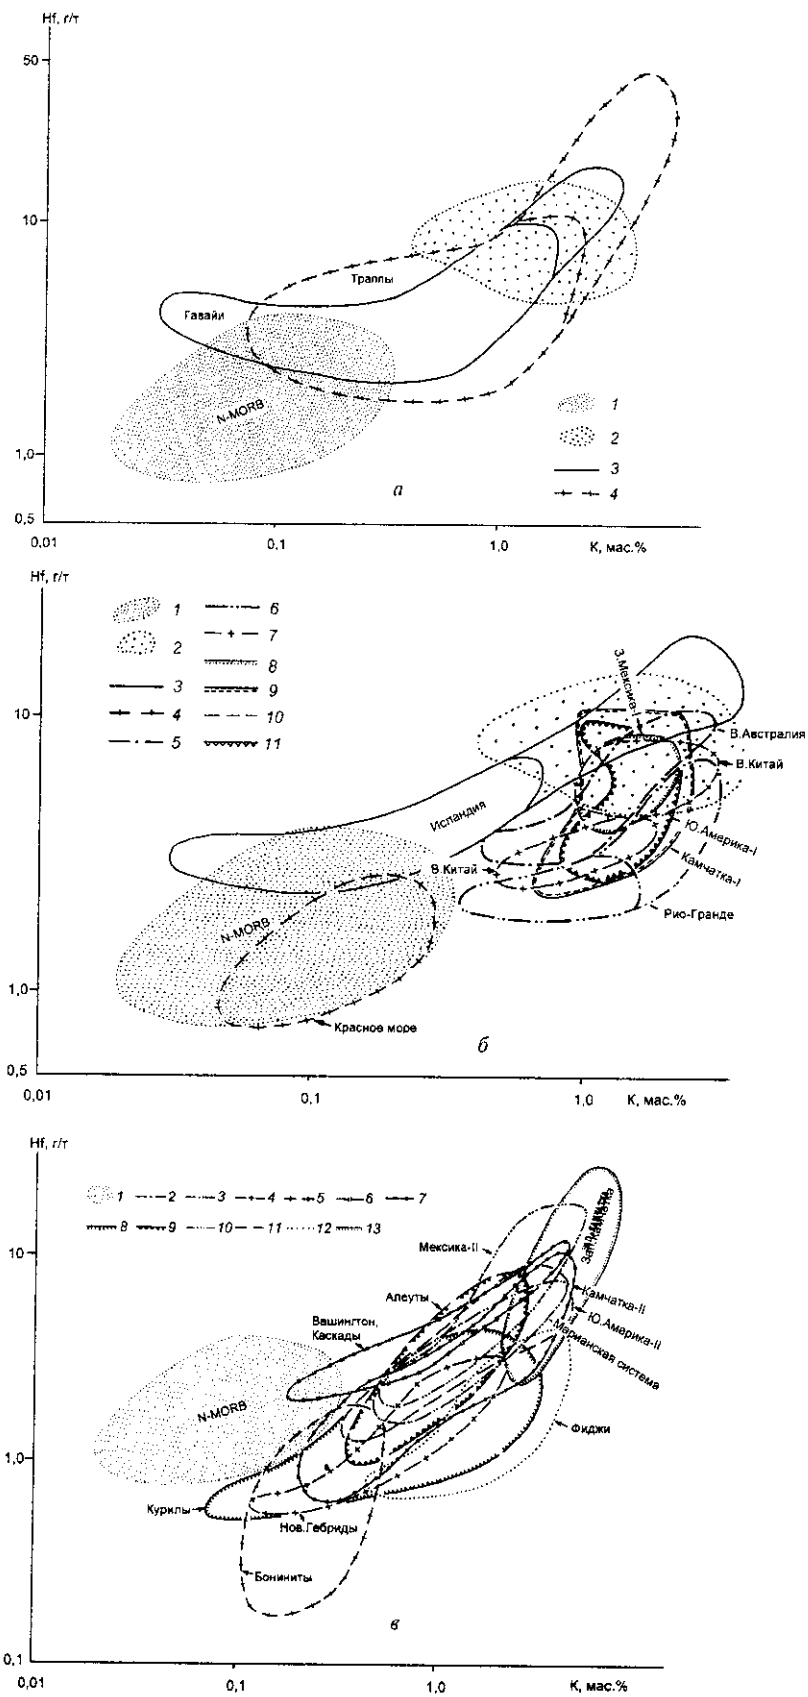 Hf, г/т
50
10
Траппы
Гавайи
N-MORB
1
2
3
4
1,0
а
0,5
0,01
0,1
1,0
К, мас.%
Hf, г/т
1
2
3
4
5
6
7
8
9
10
11
10
З.Мексика
В.Австралия
В.Китай
Исландия
Ю.Америка-I
В.Китай
Камчатка-I
Рио-Гранде
N-MORB
1,0
Красное море
б
0,5
0,01
0,1
1,0
К, мас.%
Hf, г/т
1 2 3 4 5 6 7
8 9 10 11 12 13
10
Мексика-II
Зап.Камчатка
Алеуты
Камчатка-II
Вашингтон,
Каскады
Ю.Америка-II
Марианская система
N-MORB
Фиджи
1,0
Курилы
Нов.Гебриды
Бониниты
в
0,1
0,01
0,1
1,0
К, мас.%